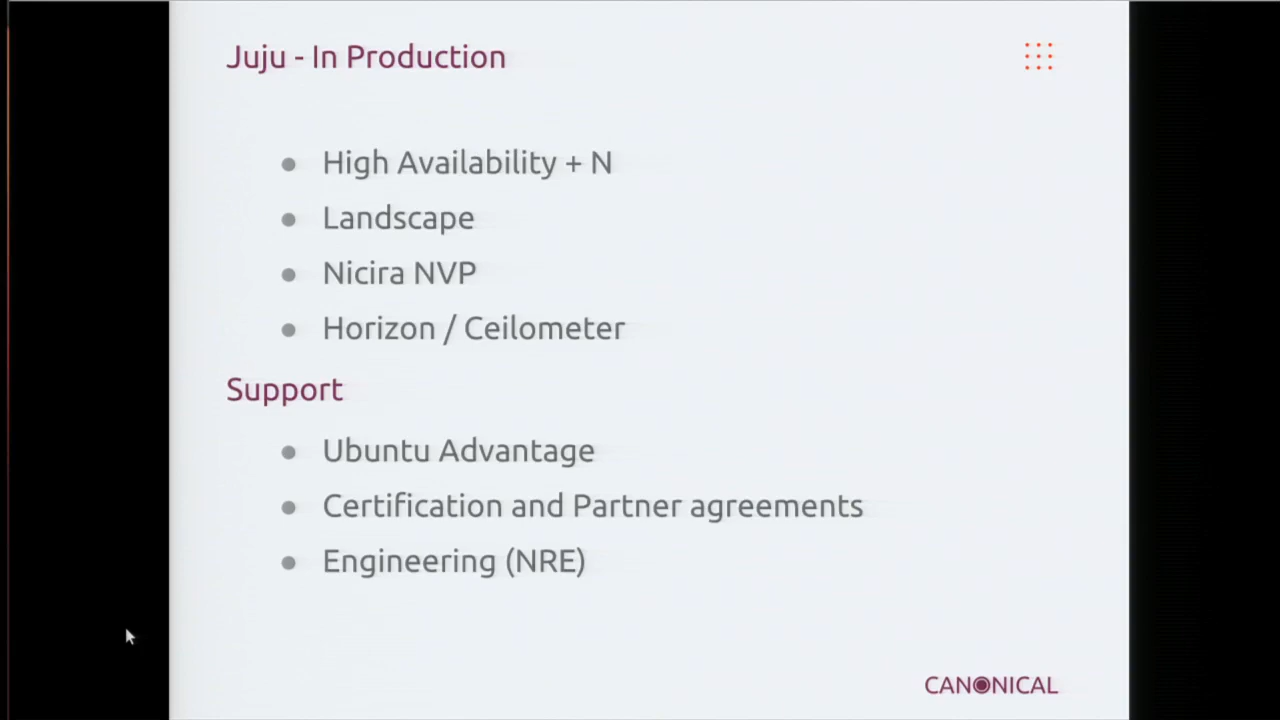 Juju - In Production
High Availability + N
Landscape
Nicira NVP
Horizon / Ceilometer
Support
Ubuntu Advantage
Certification and Partner agreements
Engineering (NRE)
CANONICAL